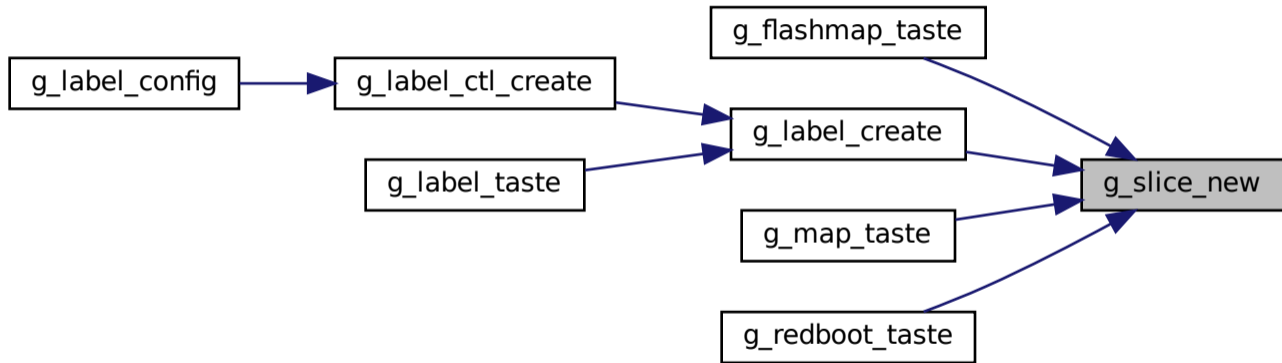 g_flashmap_taste
g_label_config
g_label_ctl_create
g_label_create
g_label_taste
g_slice_new
g_map_taste
g_redboot_taste